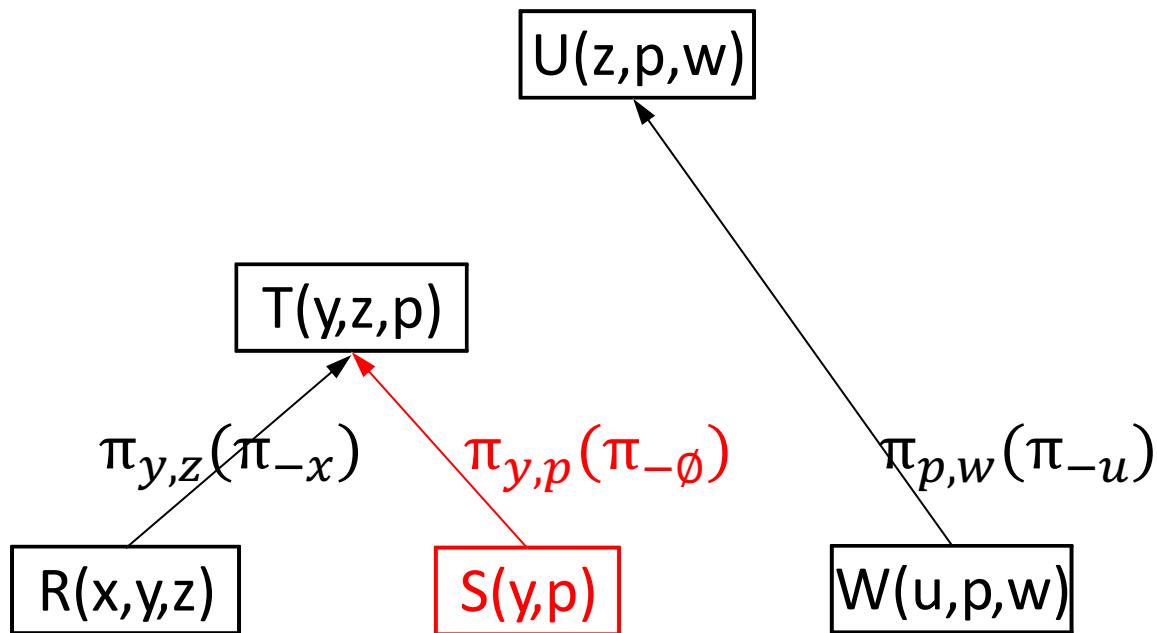 U(z,p,w)
T(y,z,p)
π_{y,z}(π_{−x})
π_{y,p}(π_{−∅})
π_{p,w}(π_{−u})
R(x,y,z)
S(y,p)
W(u,p,w)